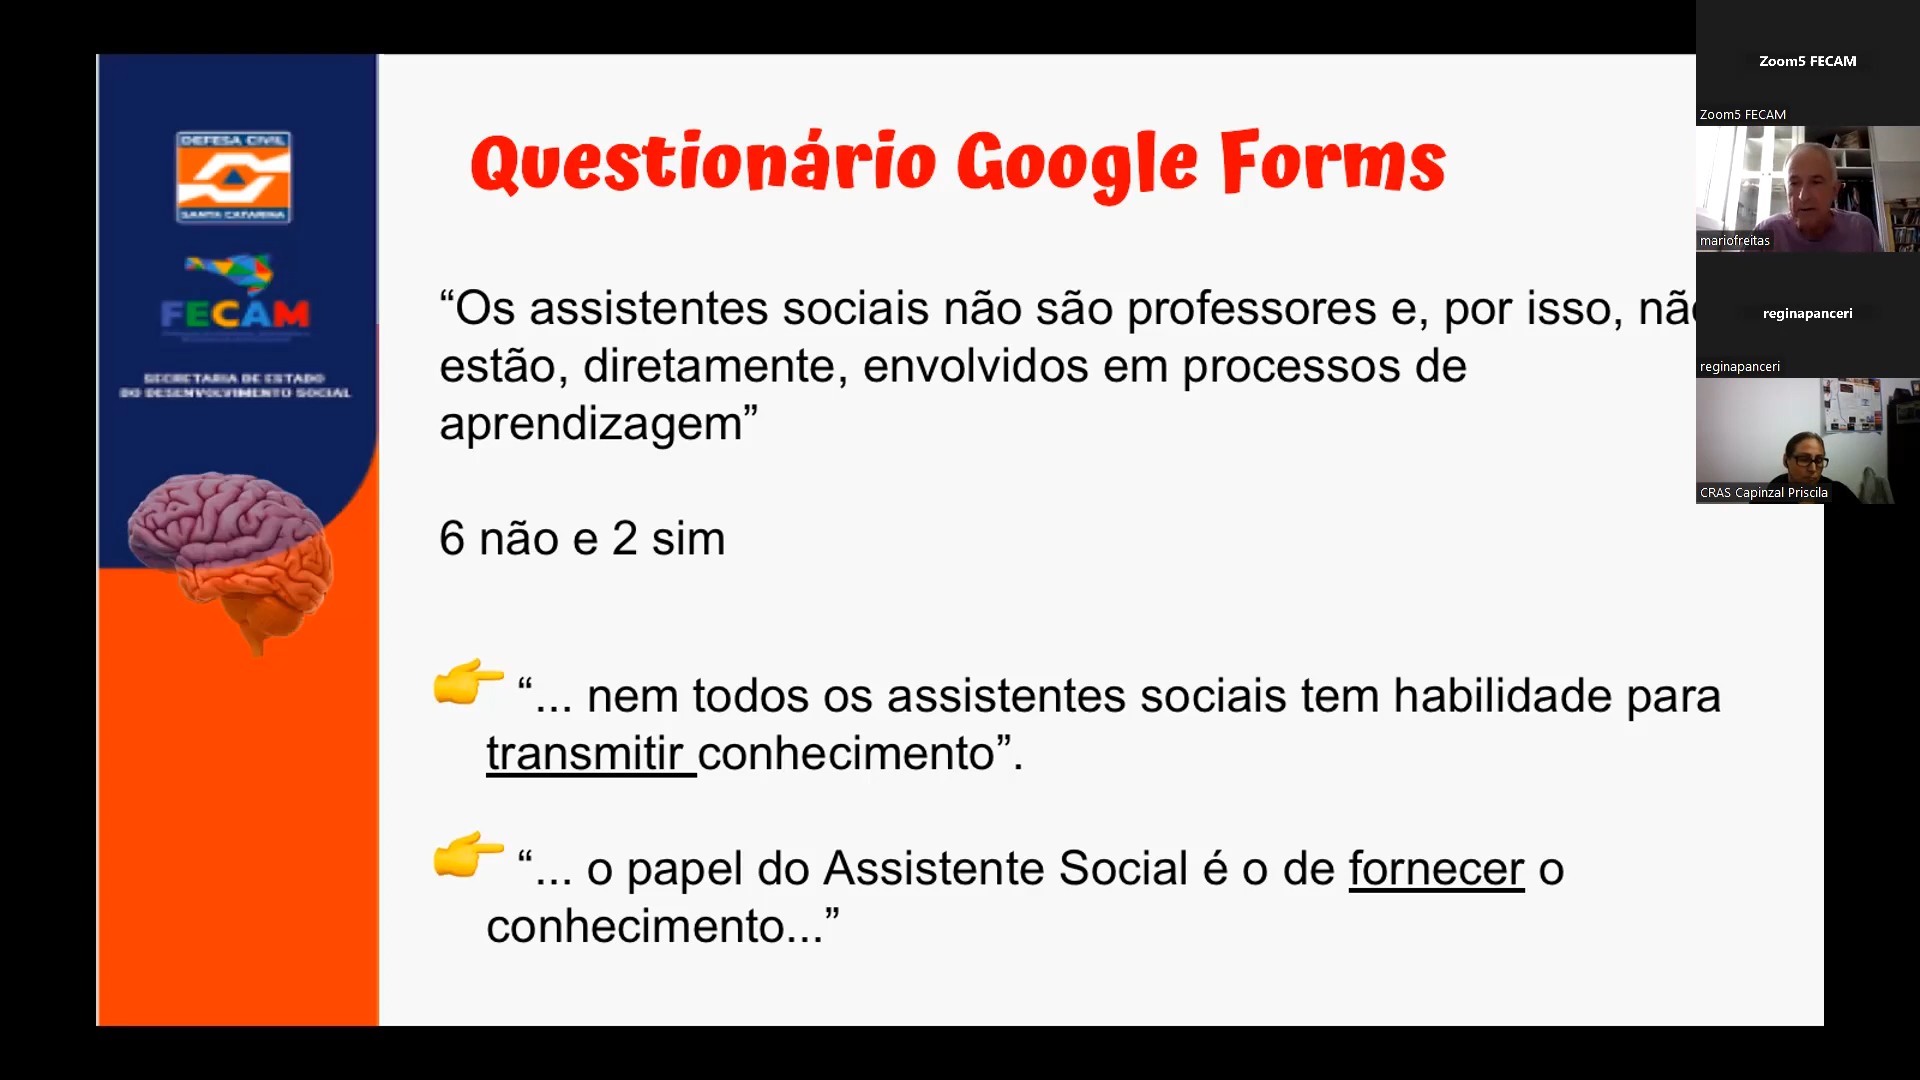 Questionário Google Forms
“Os assistentes sociais não são professores e, por isso, não
estão, diretamente, envolvidos em processos de
aprendizagem”
6 não e 2 sim
“... nem todos os assistentes sociais tem habilidade para
transmitir conhecimento”.
“... o papel do Assistente Social é o de fornecer o
conhecimento...”
DEFESA CIVIL
SANTA CATARINA
FECAM
SECRETARIA DE ESTADO
DO DESENVOLVIMENTO SOCIAL
Zoom5 FECAM
Zoom5 FECAM
mariofreitas
reginapanceri
reginapanceri
CRAS Capinzal Priscila